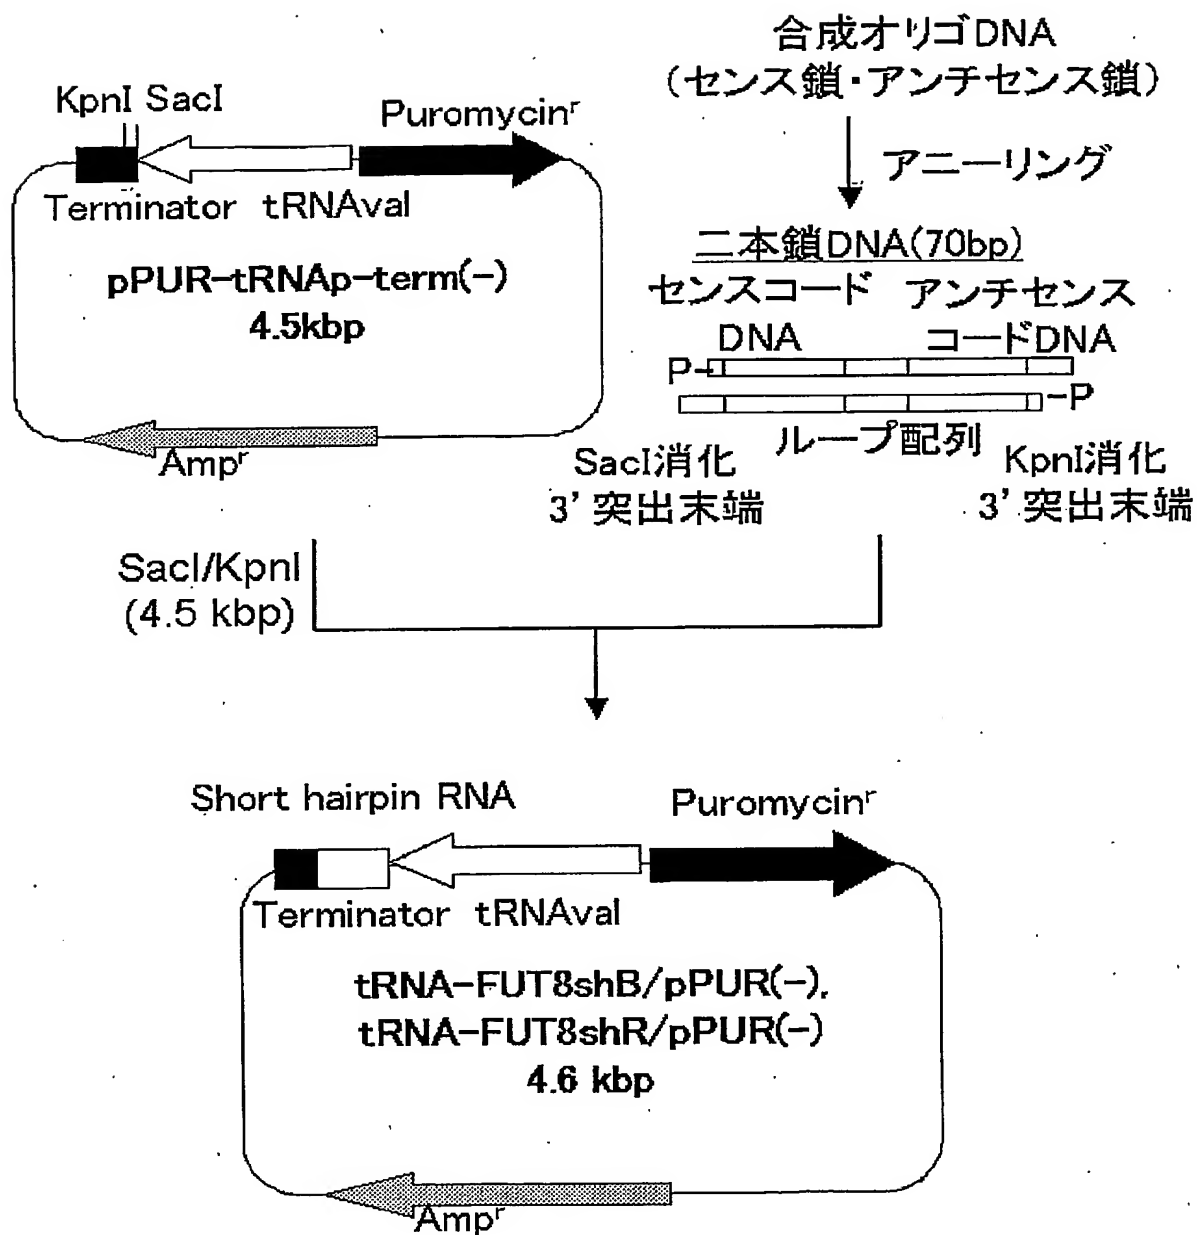 合成オリゴDNA
(センス鎖・アンチセンス鎖)
アニーリング
KpnI SacI
Puromycinʳ
Terminator tRNAval
pPUR-tRNAp-term(-)
4.5kbp
Ampʳ
二本鎖DNA(70bp)
センスコード アンチセンス
DNA コードDNA
P-
-P
ループ配列
SacI消化
3' 突出末端
KpnI消化
3' 突出末端
SacI/KpnI
(4.5 kbp)
Short hairpin RNA
Puromycinʳ
Terminator tRNAval
tRNA-FUT8shB/pPUR(-),
tRNA-FUT8shR/pPUR(-)
4.6 kbp
Ampʳ